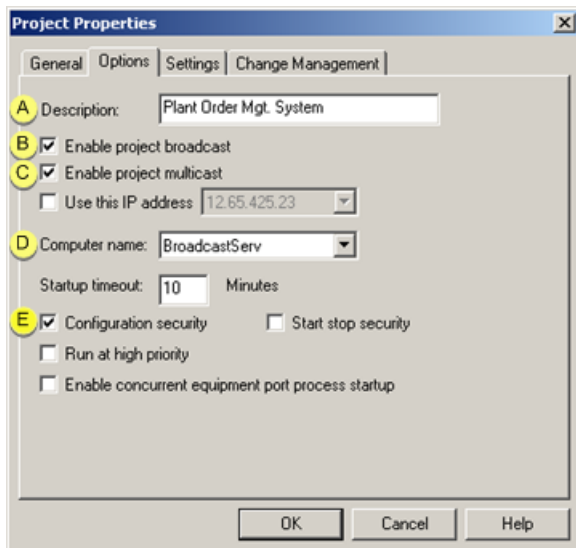 Project Properties
General Options Settings Change Management
A Description: Plant Order Mgt. System
B Enable project broadcast
C Enable project multicast
Use this IP address 12.65.425.23
D Computer name: BroadcastServ
Startup timeout: 10 Minutes
E Configuration security Start stop security
Run at high priority
Enable concurrent equipment port process startup
OK Cancel Help